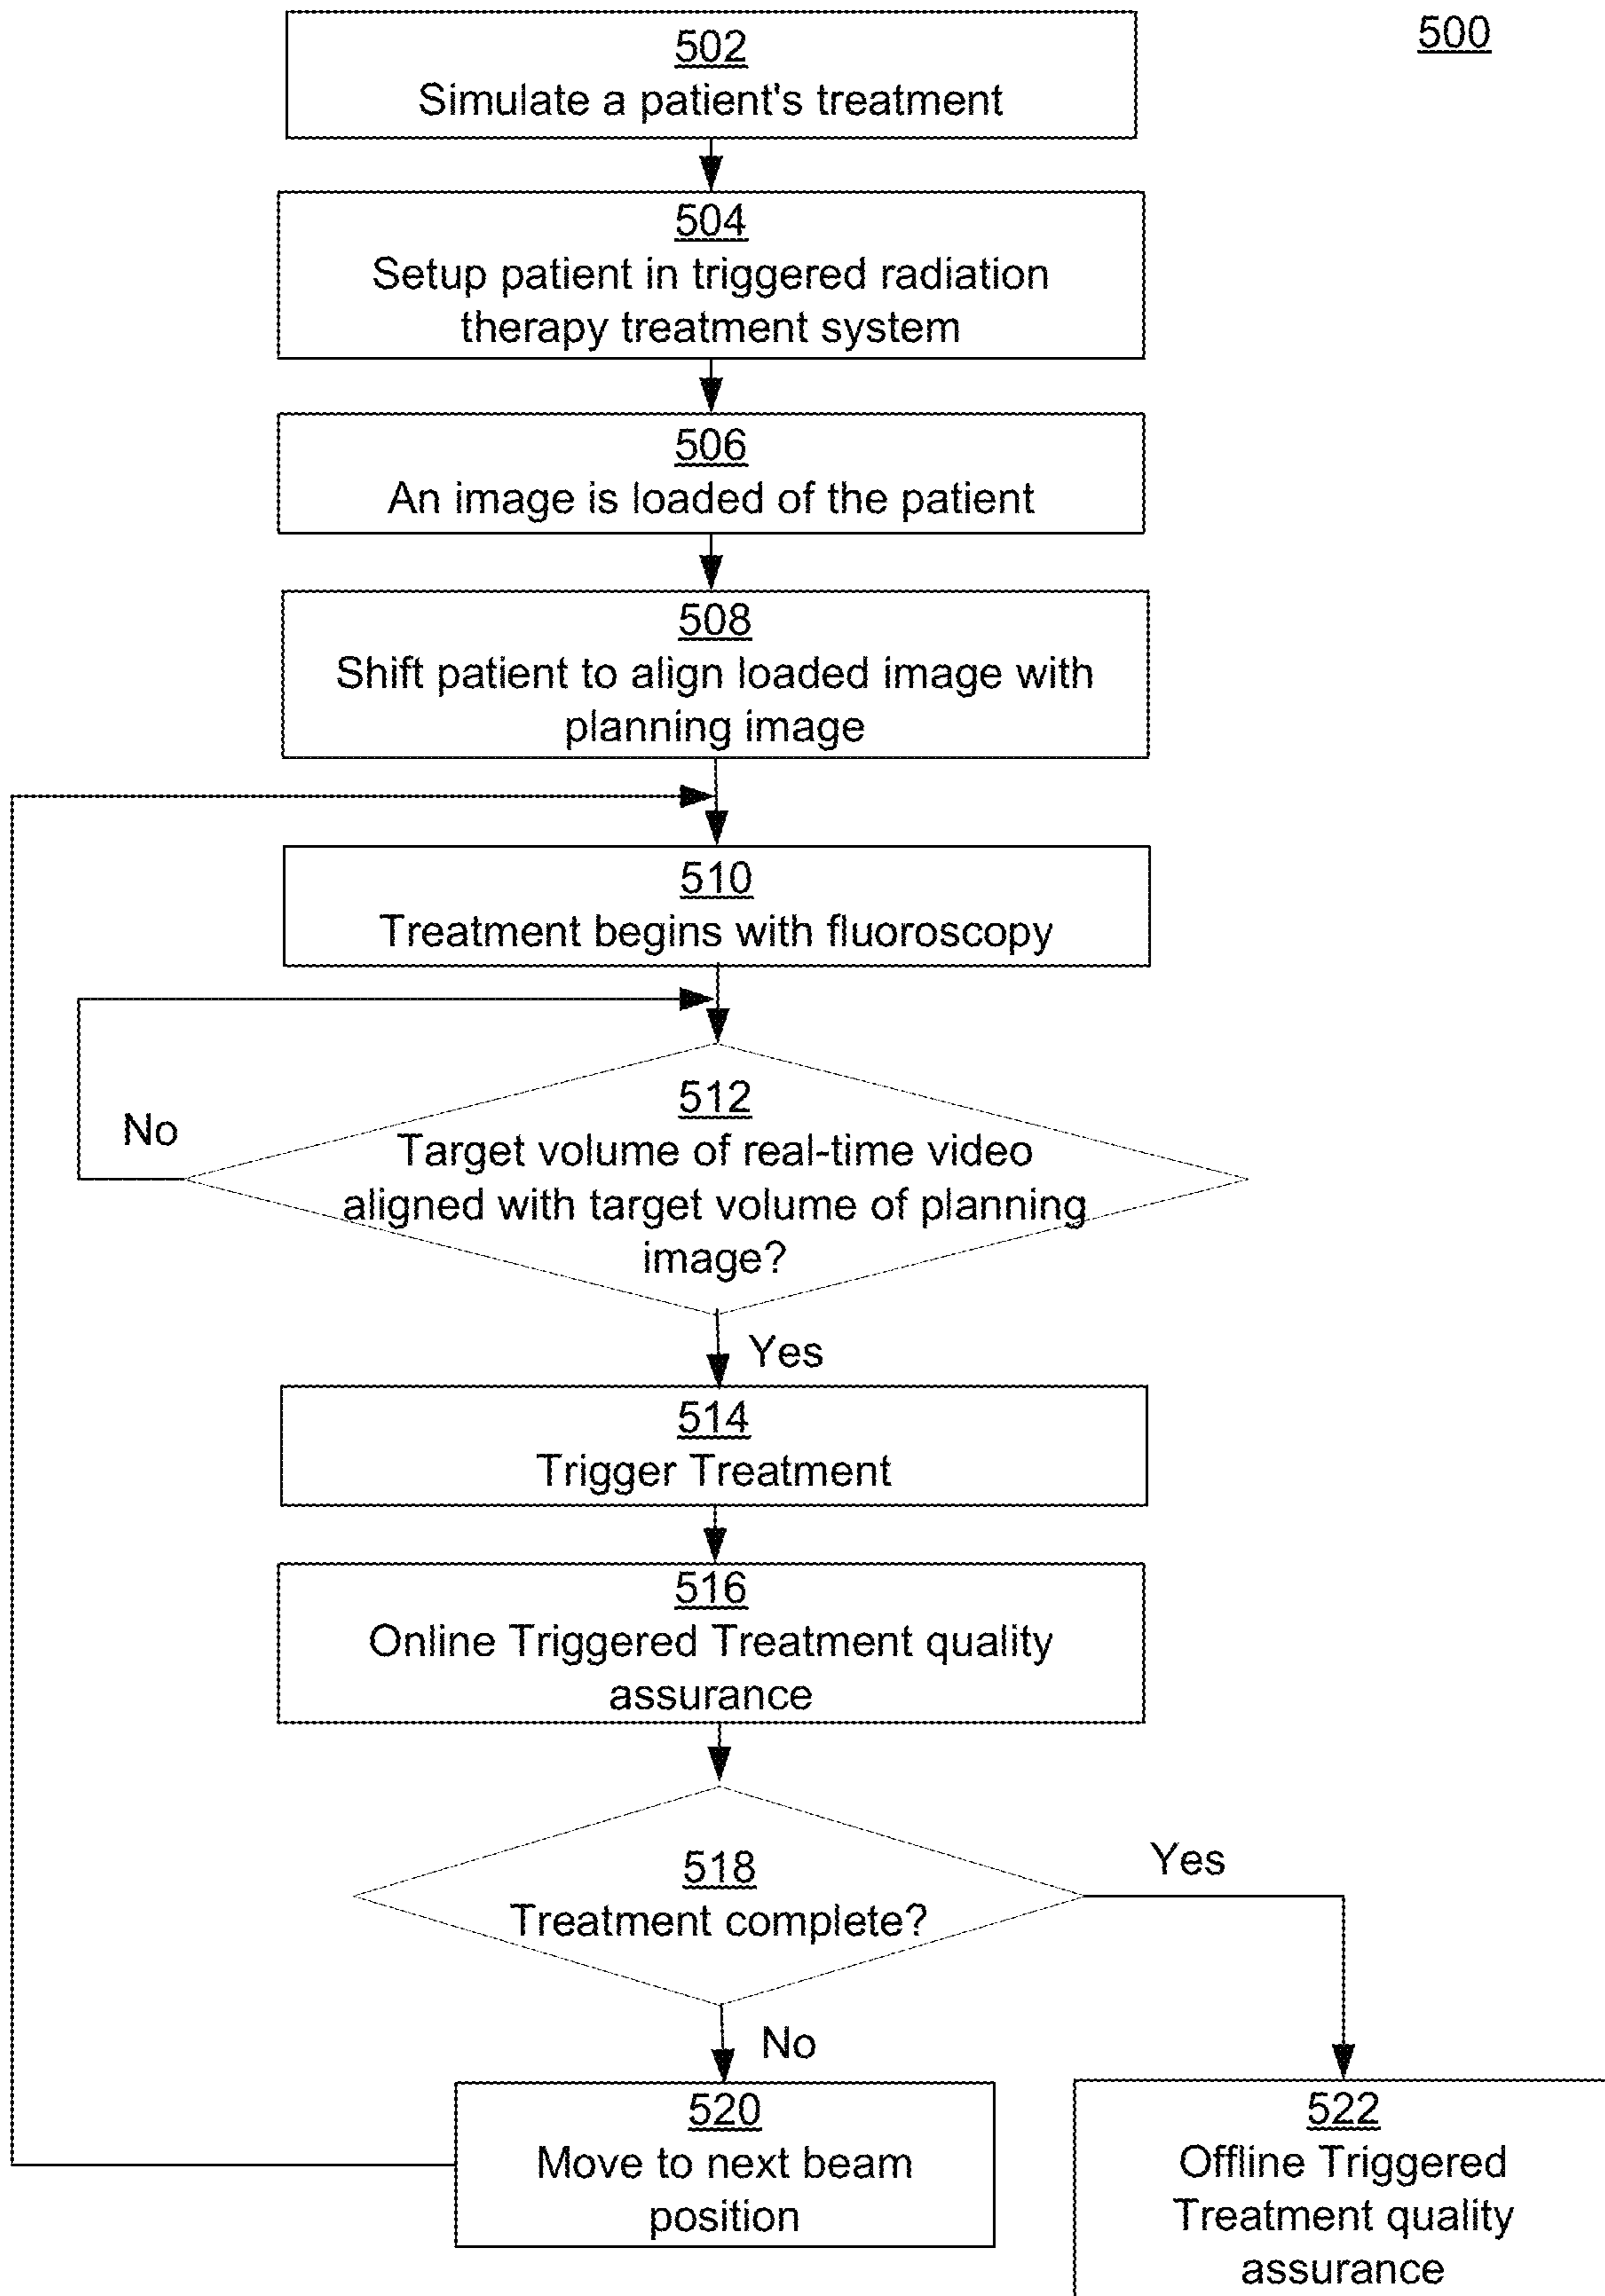 500
502
Simulate a patient's treatment
504
Setup patient in triggered radiation
therapy treatment system
506
An image is loaded of the patient
508
Shift patient to align loaded image with
planning image
510
Treatment begins with fluoroscopy
512
Target volume of real-time video
aligned with target volume of planning
image?
No
Yes
514
Trigger Treatment
516
Online Triggered Treatment quality
assurance
518
Treatment complete?
Yes
No
520
Move to next beam
position
522
Offline Triggered
Treatment quality
assurance